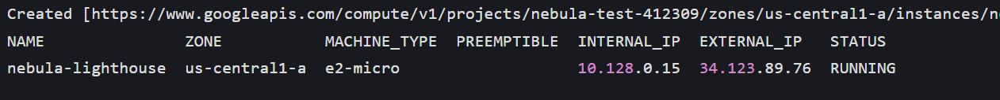 Created [https://www.googleapis.com/compute/v1/projects/nebula-test-412309/zones/us-central1-a/instances/n
NAME ZONE MACHINE_TYPE PREEMPTIBLE INTERNAL_IP EXTERNAL_IP STATUS
nebula-lighthouse us-central1-a e2-micro 10.128.0.15 34.123.89.76 RUNNING